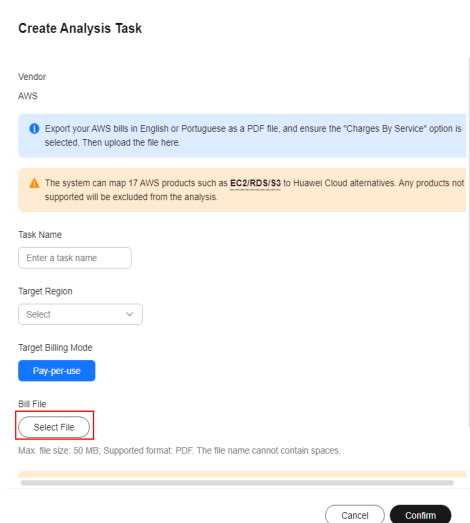 Create Analysis Task
Vendor
AWS
Export your AWS bills in English or Portuguese as a PDF file, and ensure the "Charges By Service" option is
selected. Then upload the file here.
The system can map 17 AWS products such as EC2/RDS/S3 to Huawei Cloud alternatives. Any products not
supported will be excluded from the analysis.
Task Name
Enter a task name
Target Region
Select
Target Billing Mode
Pay-per-use
Bill File
Select File
Max. file size: 50 MB; Supported format: PDF. The file name cannot contain spaces.
Cancel
Confirm